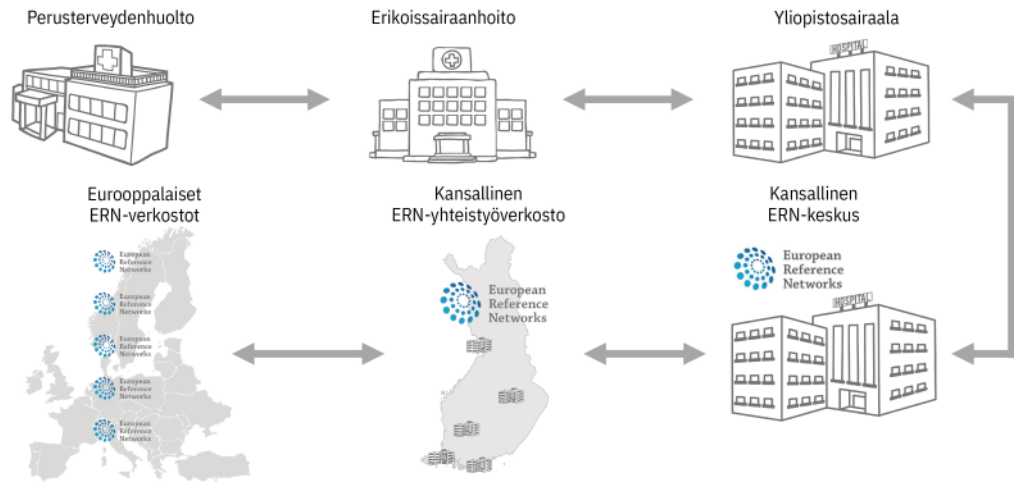 Perusterveydenhuolto
Erikoissairaanhoito
Yliopistosairaala
HOSPITAL
Eurooppalaiset
ERN-verkostot
Kansallinen
ERN-yhteistyöverkosto
Kansallinen
ERN-keskus
European
Reference
Networks
European
Reference
Networks
European
Reference
Networks
European
Reference
Networks
European
Reference
Networks
European
Reference
Networks
European
Reference
Networks
HOSPITAL